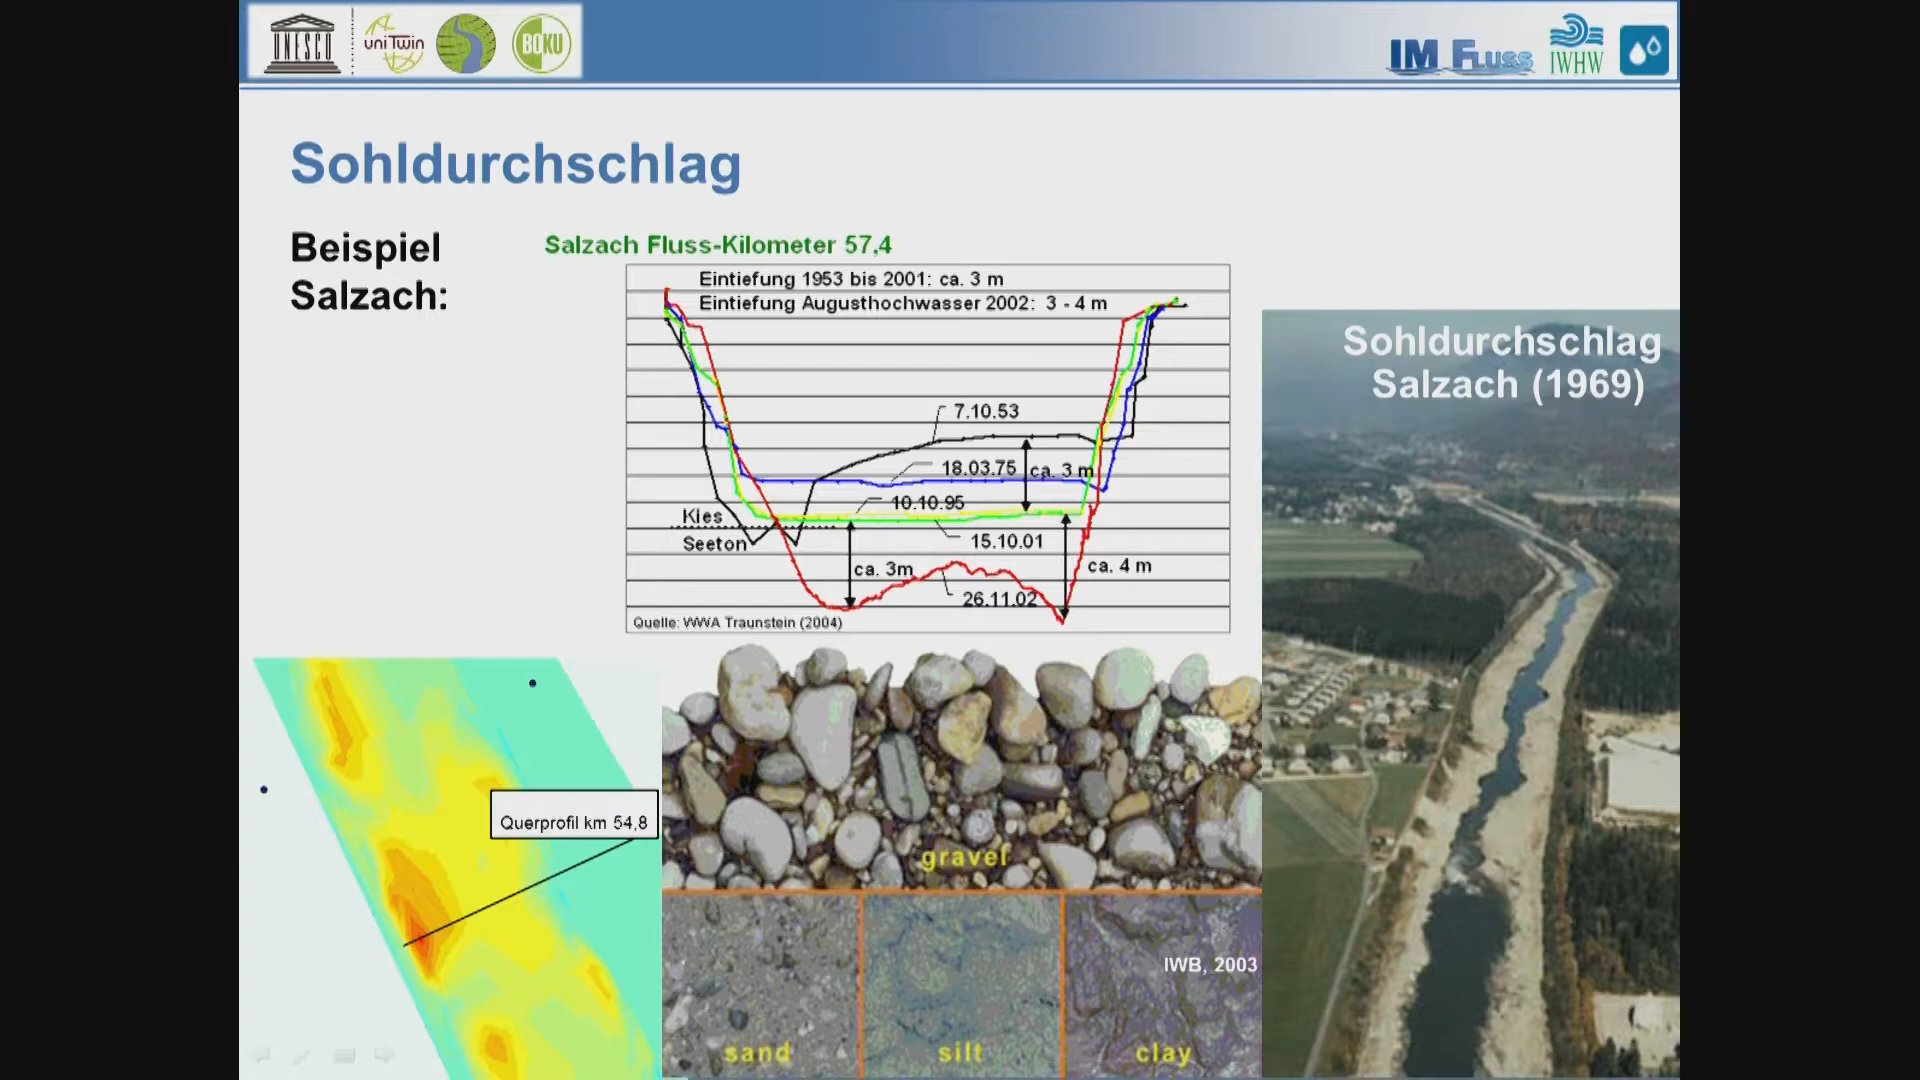 UNESCO
uniTwin
BOKU
IM Fluss
IWHW
Sohldurchschlag
Beispiel
Salzach:
Salzach Fluss-Kilometer 57,4
Eintiefung 1953 bis 2001: ca. 3 m
Eintiefung Augusthochwasser 2002: 3 - 4 m
7.10.53
18.03.75
ca. 3 m
10.10.95
Kies
Seeton
15.10.01
ca. 3m
ca. 4 m
26.11.02
Quelle: WWA Traunstein (2004)
Sohldurchschlag
Salzach (1969)
Querprofil km 54,8
gravel
IWB, 2003
sand
silt
clay